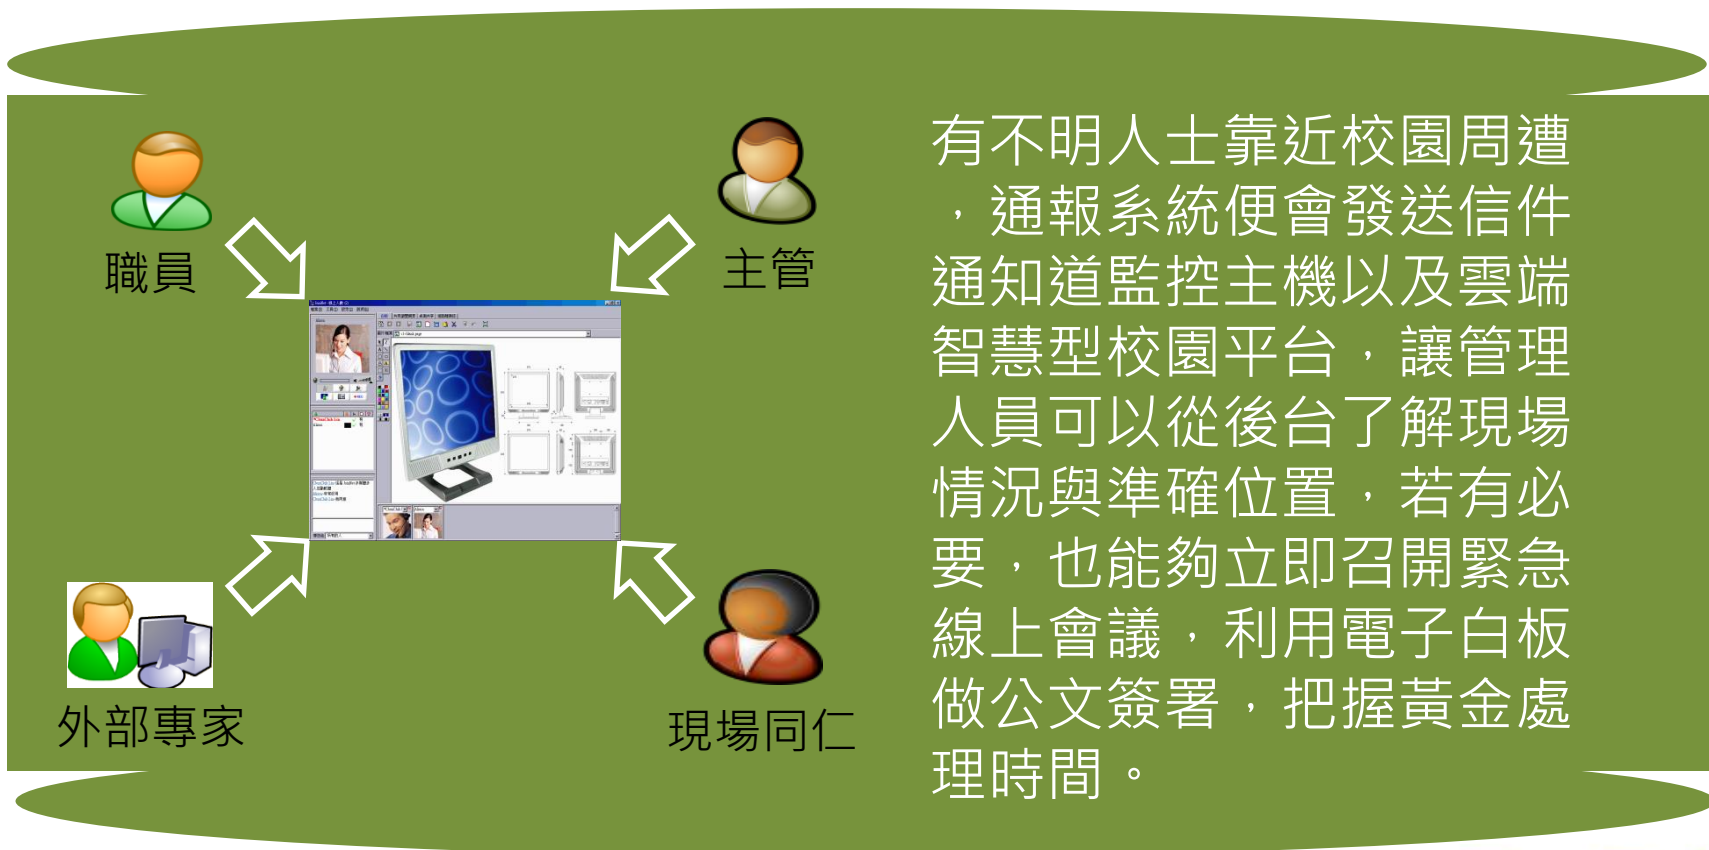 職員
主管
外部專家
現場同仁
有不明人士靠近校園周遭
，通報系統便會發送信件
通知道監控主機以及雲端
智慧型校園平台，讓管理
人員可以從後台了解現場
情況與準確位置，若有必
要，也能夠立即召開緊急
線上會議，利用電子白板
做公文簽署，把握黃金處
理時間。